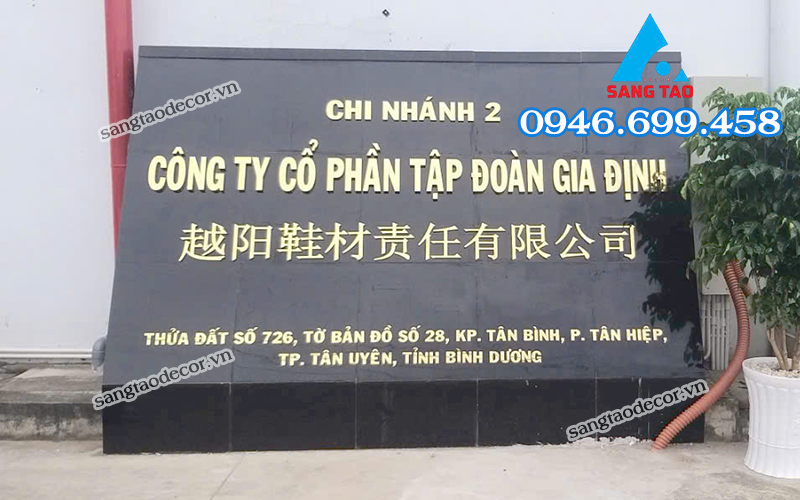 SANG TAO
0946.699.458
sangtaodecor.vn
CHI NHÁNH 2
CÔNG TY CỔ PHẦN TẬP ĐOÀN GIA ĐỊNH
越阳鞋材责任有限公司
THỬA ĐẤT SỐ 726, TỜ BẢN ĐỒ SỐ 28, KP. TÂN BÌNH, P. TÂN HIỆP,
TP. TÂN UYÊN, TỈNH BÌNH DƯƠNG
sangtaodecor.vn
sangtaodecor.vn